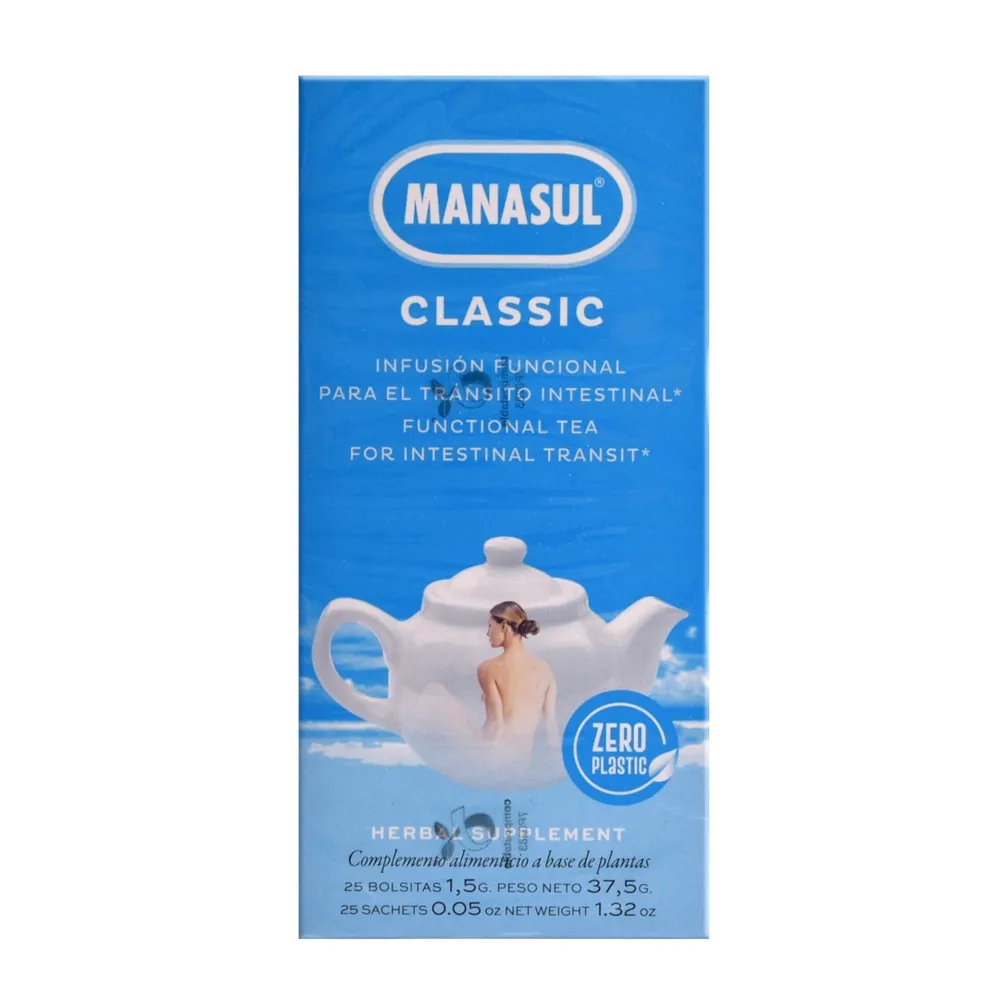 MANASUL®
CLASSIC
INFUSIÓN FUNCIONAL
PARA EL TRÁNSITO INTESTINAL*
FUNCTIONAL TEA
FOR INTESTINAL TRANSIT*
ZERO
PLASTIC
HERBAL SUPPLEMENT
Complemento alimenticio a base de plantas
25 BOLSITAS 1,5G. PESO NETO 37,5G.
25 SACHETS 0.05 oz NET WEIGHT 1.32 oz